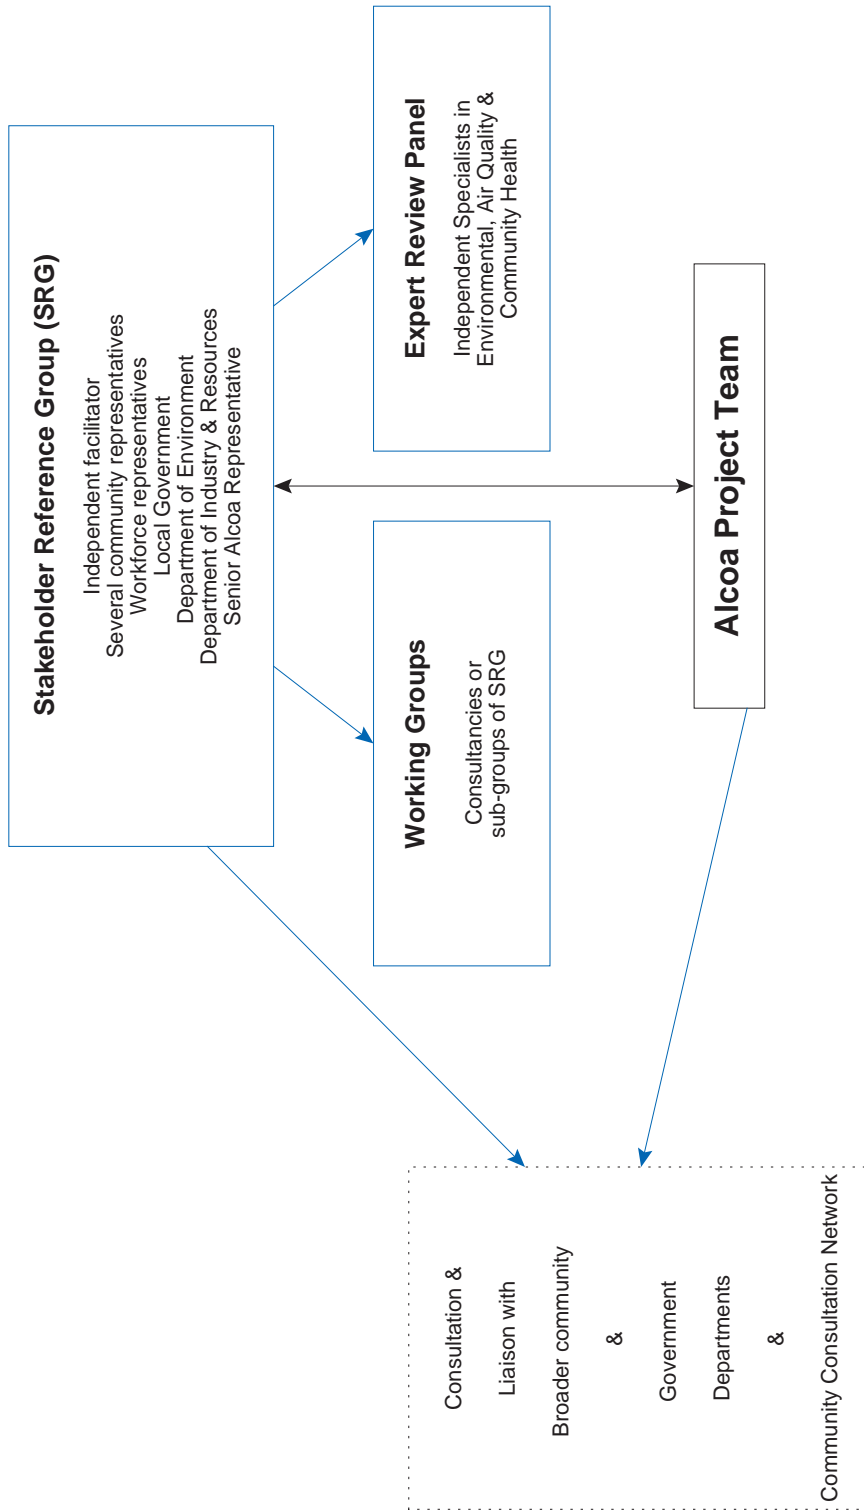 Stakeholder Reference Group (SRG)
Independent facilitator
Several community representatives
Workforce representatives
Local Government
Department of Environment
Department of Industry & Resources
Senior Alcoa Representative
Working Groups
Consultancies or
sub-groups of SRG
Expert Review Panel
Independent Specialists in
Environmental, Air Quality &
Community Health
Alcoa Project Team
Consultation &
Liaison with
Broader community
&
Government
Departments
&
Community Consultation Network